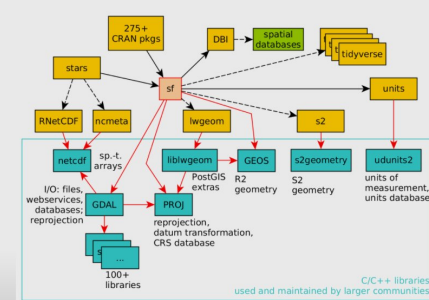 275+
CRAN pkgs
DBI
spatial
databases
tidyverse
stars
sf
units
RNetCDF
ncmeta
lwgeom
s2
netcdf
sp.-t.
arrays
liblwgeom
GEOS
s2geometry
udunits2
I/O: files,
webservices,
databases;
reprojection
GDAL
PROJ
PostGIS
extras
R2
geometry
S2
geometry
units of
measurement,
units database
reprojection,
datum transformation,
CRS database
...
100+
libraries
C/C++ libraries
used and maintained by larger communities